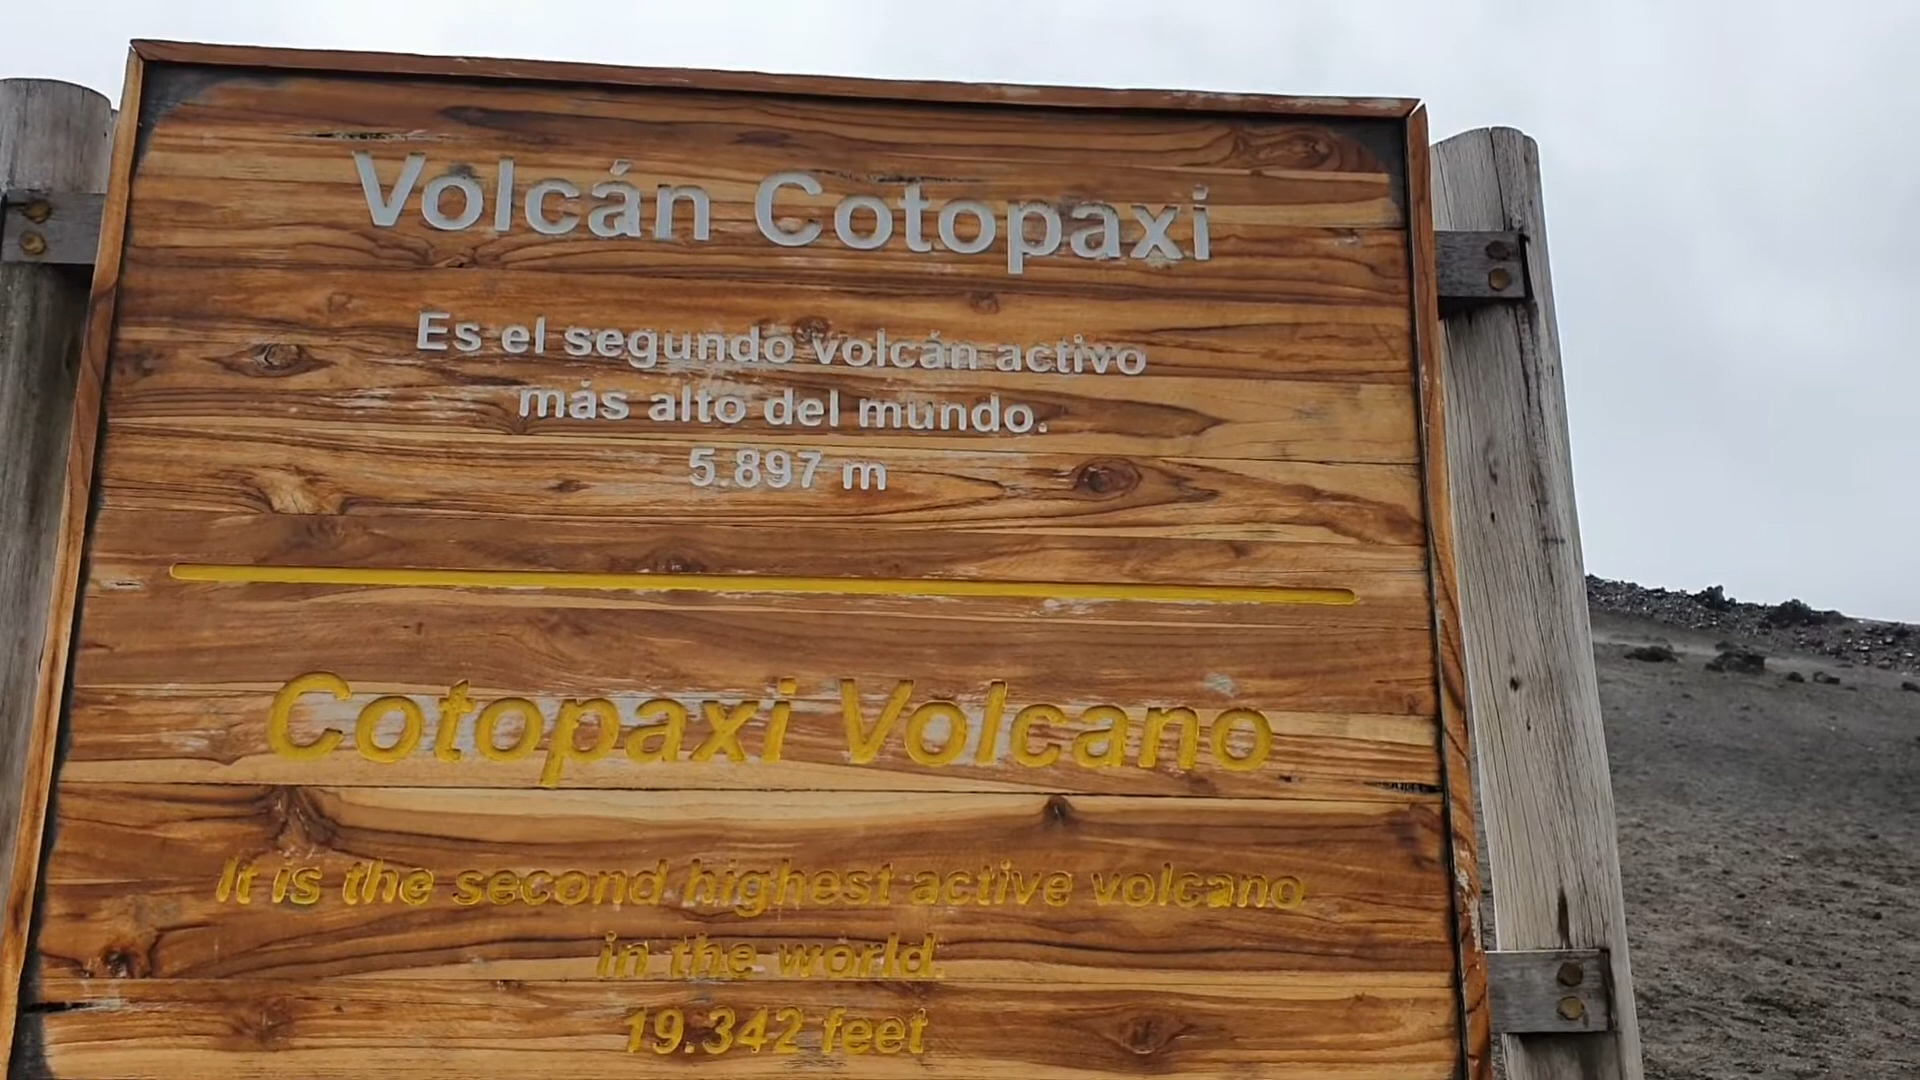 Volcán Cotopaxi
Es el segundo volcán activo
más alto del mundo.
5.897 m
Cotopaxi Volcano
It is the second highest active volcano
in the world.
19.342 feet